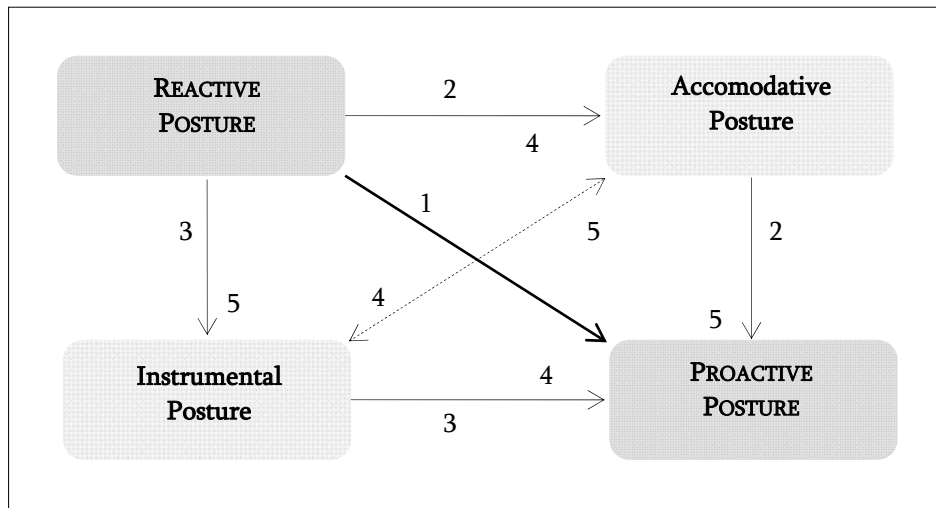 REACTIVE
POSTURE
2
4
Accomodative
Posture
3
5
1
5
4
2
5
Instrumental
Posture
4
3
PROACTIVE
POSTURE